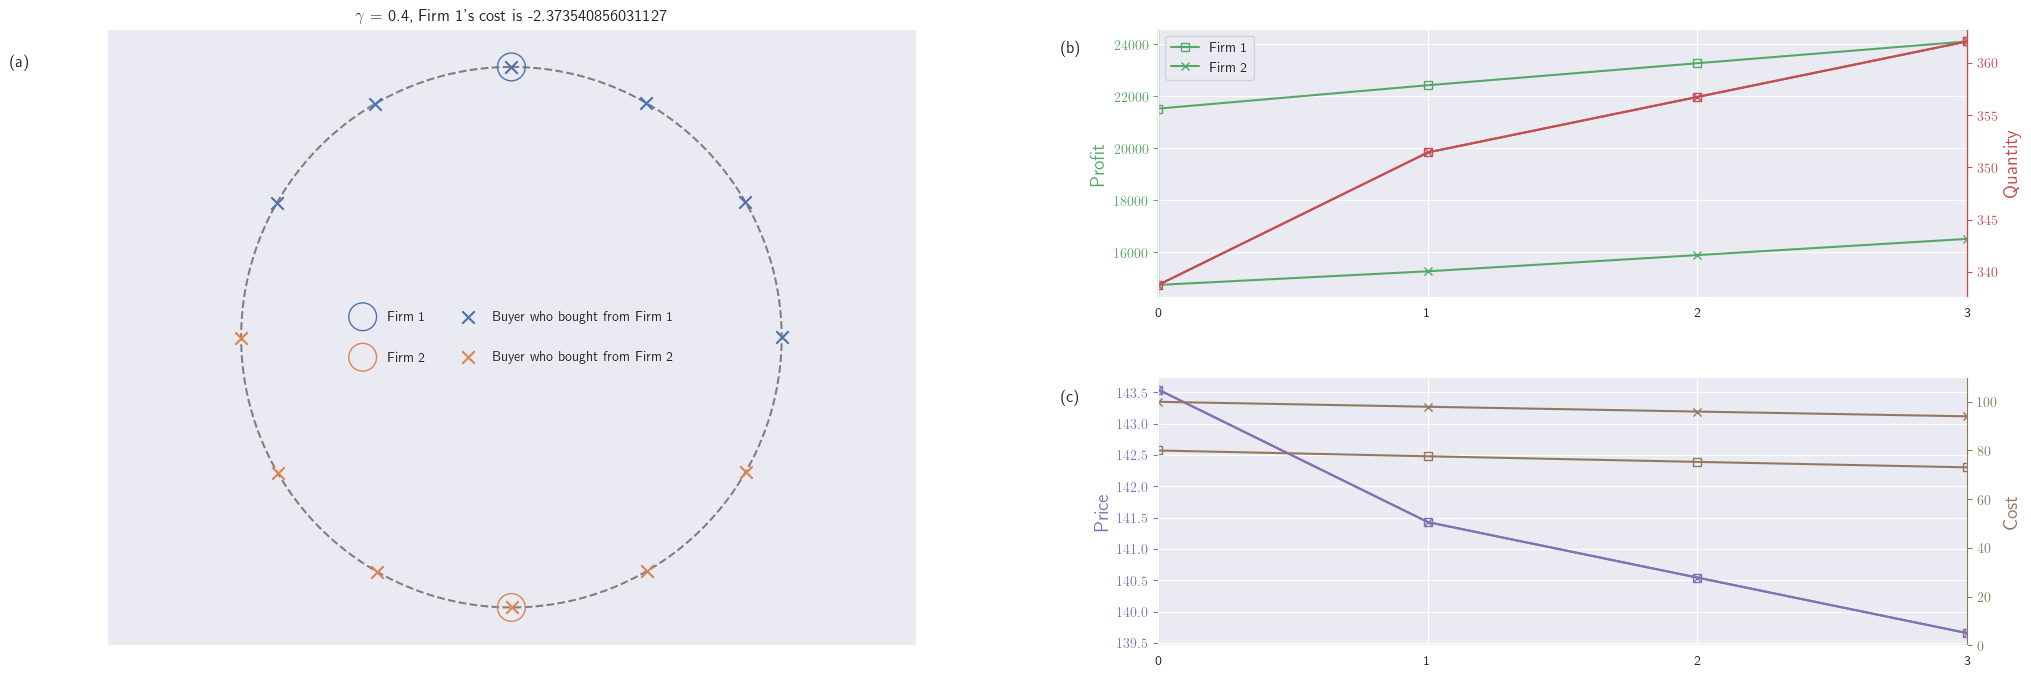 γ = 0.4, Firm 1's cost is -2.373540856031127
(a)
Firm 1
Buyer who bought from Firm 1
Firm 2
Buyer who bought from Firm 2
(b)
Firm 1
Firm 2
Profit
24000
22000
20000
18000
16000
Quantity
360
355
350
345
340
0 1 2 3
(c)
Price
143.5
143.0
142.5
142.0
141.5
141.0
140.5
140.0
139.5
Cost
100
80
60
40
20
0
0 1 2 3